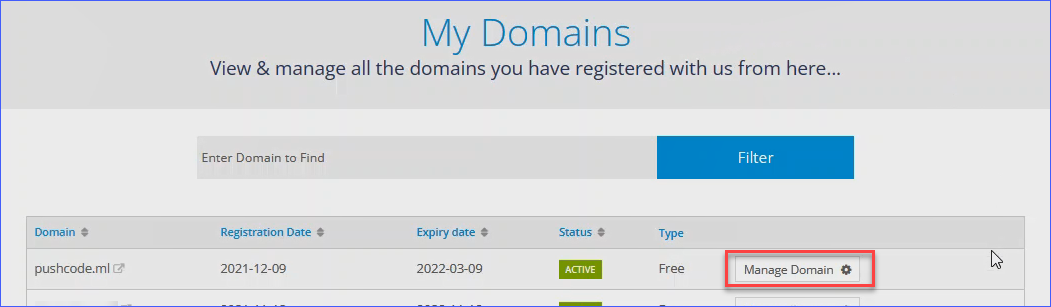 My Domains
View & manage all the domains you have registered with us from here...
Enter Domain to Find
Filter
Domain Registration Date Expiry date Status Type
pushcode.ml 2021-12-09 2022-03-09 ACTIVE Free Manage Domain